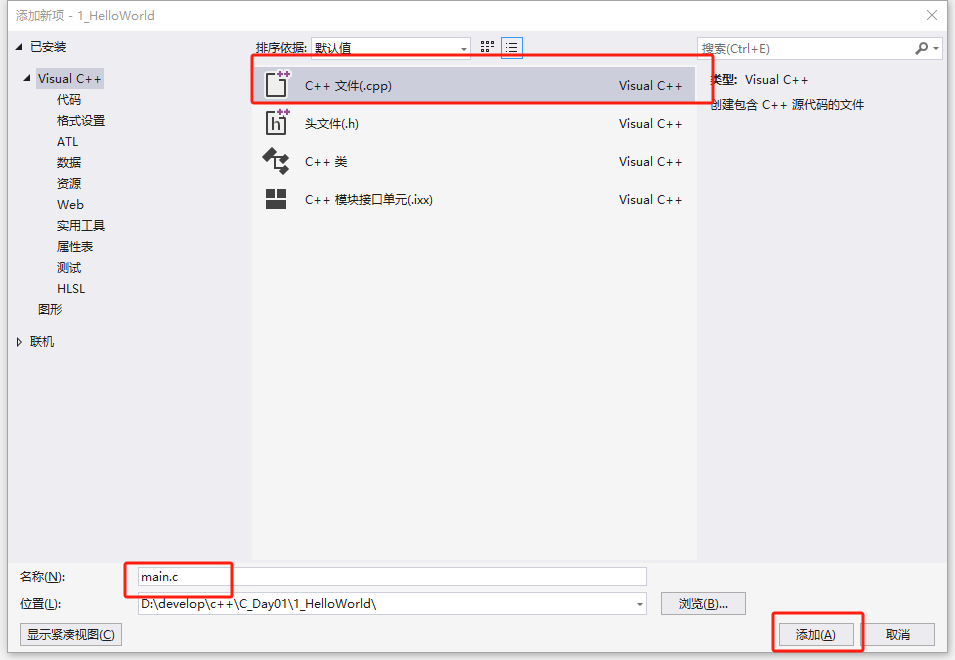 添加新项 - 1_HelloWorld
已安装
排序依据: 默认值
搜索(Ctrl+E)
Visual C++
代码
格式设置
ATL
数据
资源
Web
实用工具
属性表
测试
HLSL
图形
联机
C++ 文件(.cpp) Visual C++
头文件(.h) Visual C++
C++ 类 Visual C++
C++ 模块接口单元(.ixx) Visual C++
类型: Visual C++
创建包含 C++ 源代码的文件
名称(N): main.c
位置(L): D:\develop\c++\C_Day01\1_HelloWorld\ 浏览(B)...
显示紧凑视图(C) 添加(A) 取消